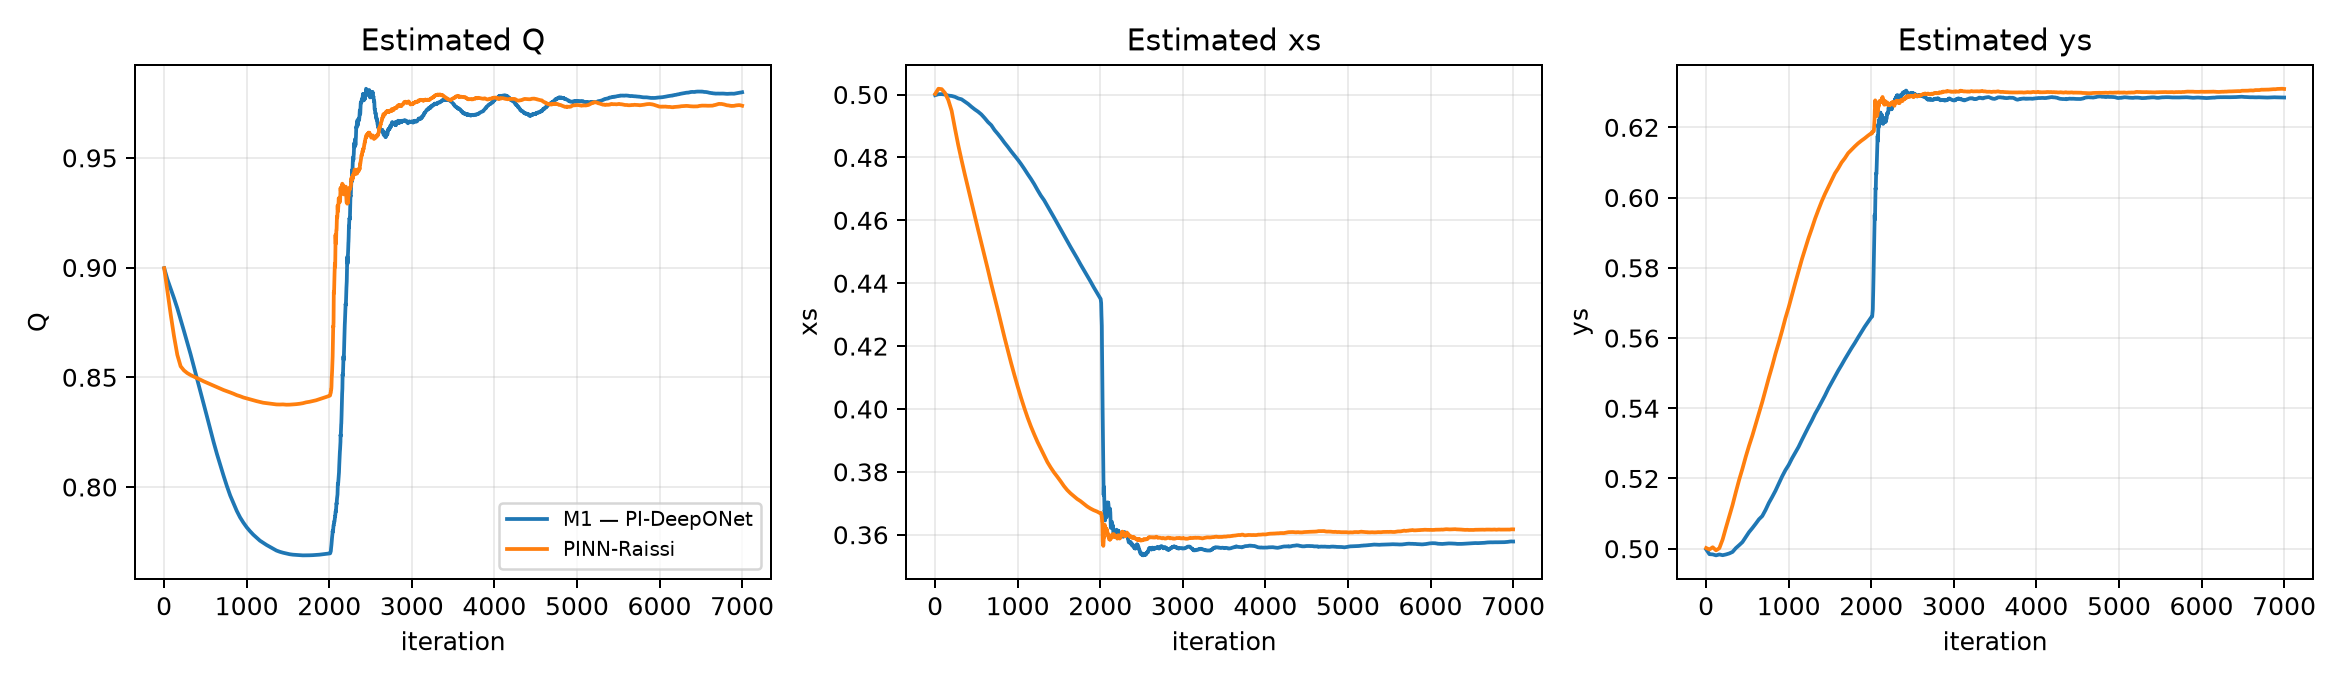 Estimated Q
Q
0.95
0.90
0.85
0.80
M1 — PI-DeepONet
PINN-Raissi
0 1000 2000 3000 4000 5000 6000 7000
iteration
Estimated xs
xs
0.50
0.48
0.46
0.44
0.42
0.40
0.38
0.36
0 1000 2000 3000 4000 5000 6000 7000
iteration
Estimated ys
ys
0.62
0.60
0.58
0.56
0.54
0.52
0.50
0 1000 2000 3000 4000 5000 6000 7000
iteration